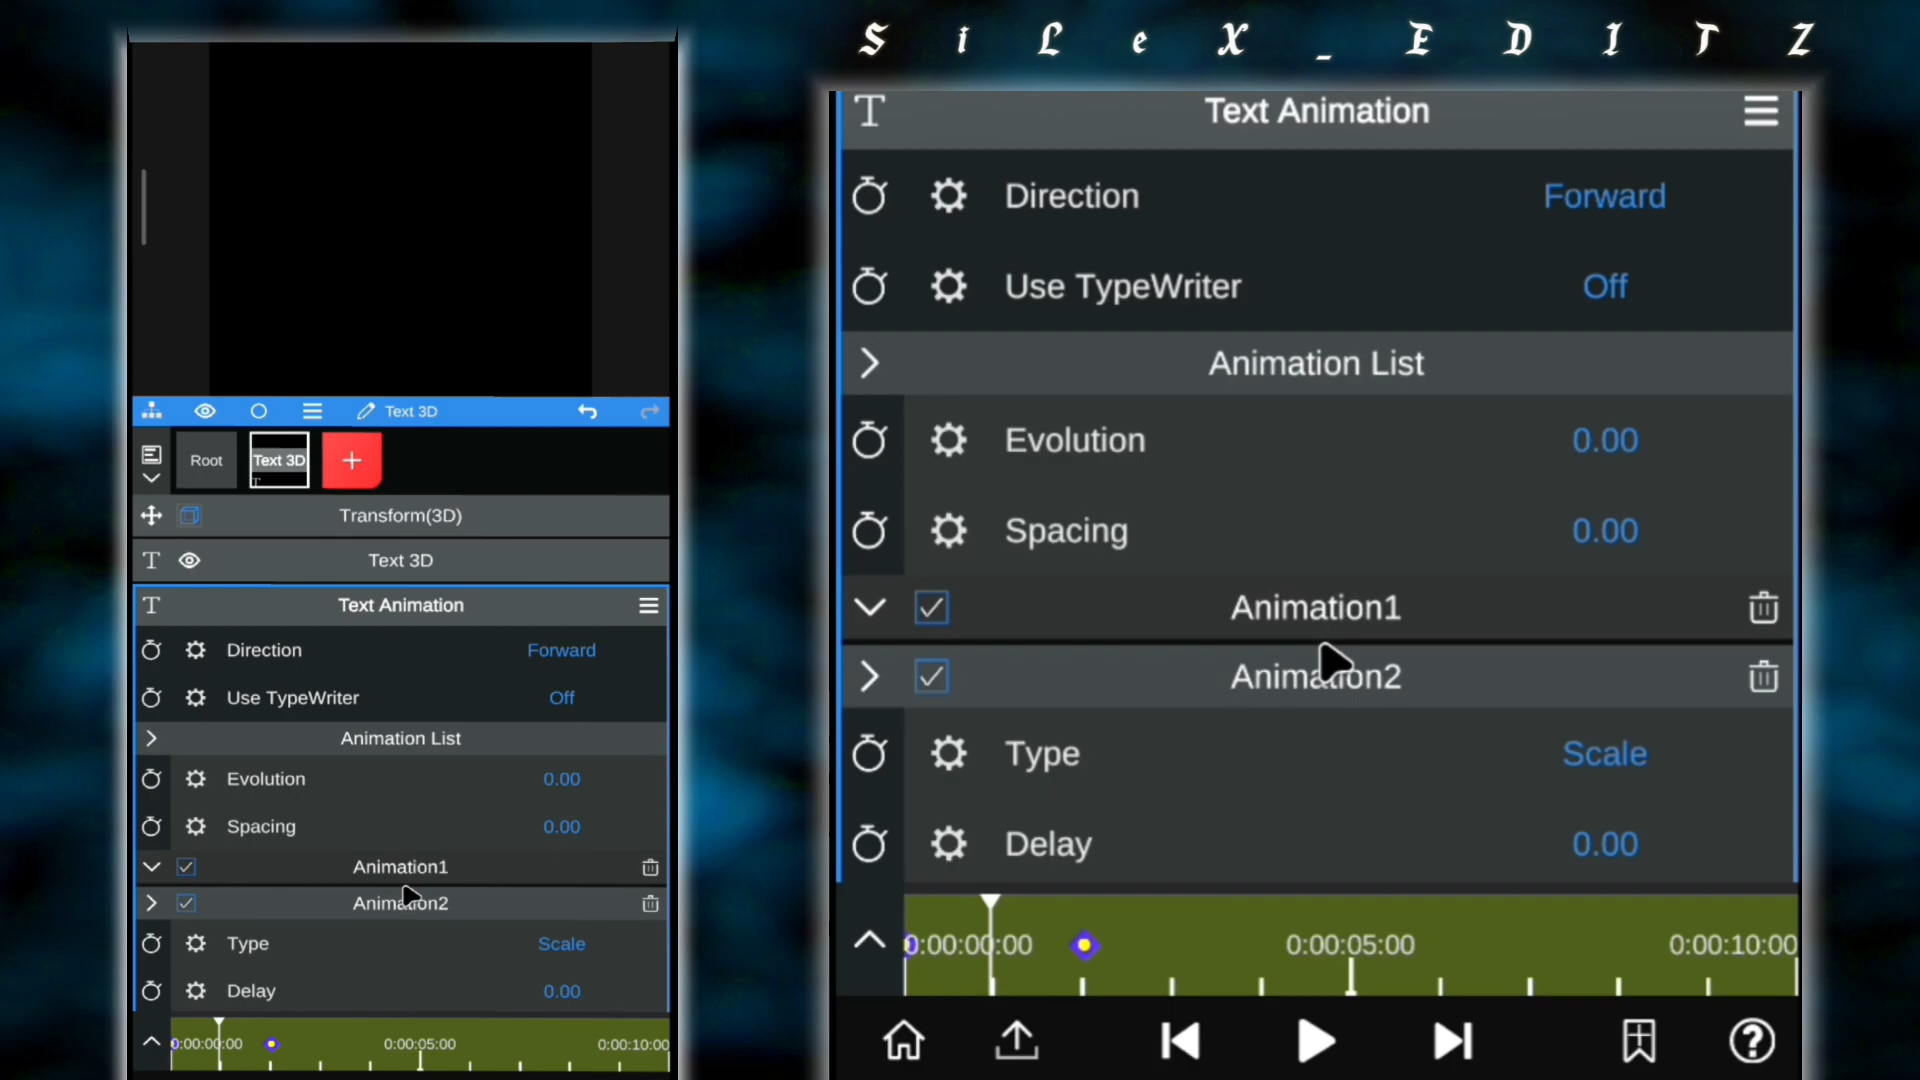 SiLeX_EDITZ
Text 3D
Root
Text 3D
T
Transform(3D)
T Text 3D
T Text Animation
Direction Forward
Use TypeWriter Off
Animation List
Evolution 0.00
Spacing 0.00
Animation1
Animation2
Type Scale
Delay 0.00
0:00:00:00 0:00:05:00 0:00:10:00
T Text Animation
Direction Forward
Use TypeWriter Off
Animation List
Evolution 0.00
Spacing 0.00
Animation1
Animation2
Type Scale
Delay 0.00
0:00:00:00 0:00:05:00 0:00:10:00